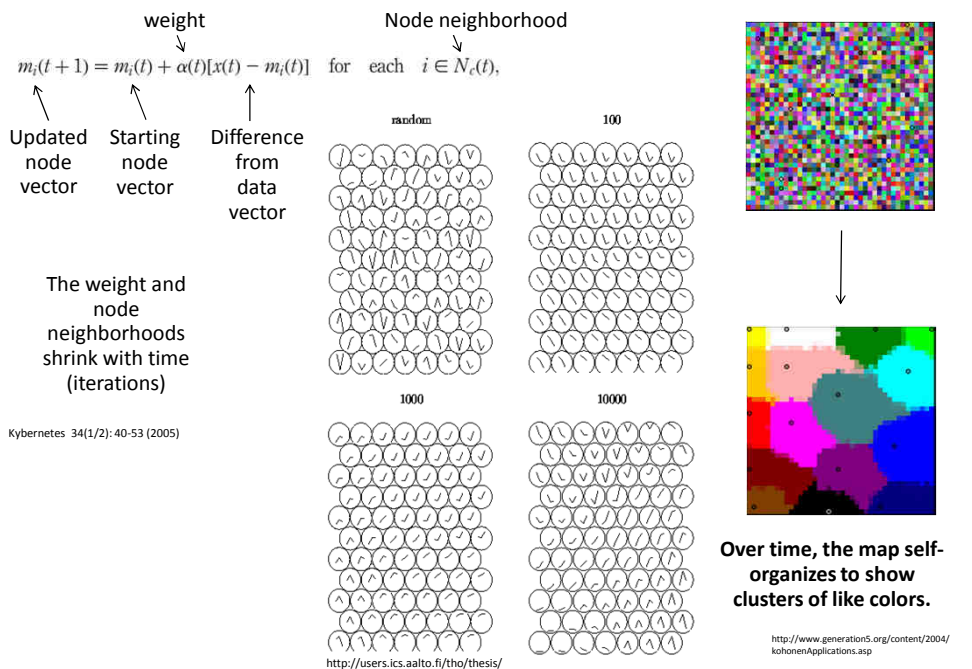 weight
Node neighborhood
mᵢ(t + 1) = mᵢ(t) + α(t)[x(t) − mᵢ(t)] for each i ∈ N_c(t),
Updated
node
vector
Starting
node
vector
Difference
from
data
vector
The weight and
node
neighborhoods
shrink with time
(iterations)
Kybernetes 34(1/2): 40-53 (2005)
random
100
1000
10000
http://users.ics.aalto.fi/tho/thesis/
Over time, the map self-
organizes to show
clusters of like colors.
http://www.generation5.org/content/2004/
kohonenApplications.asp